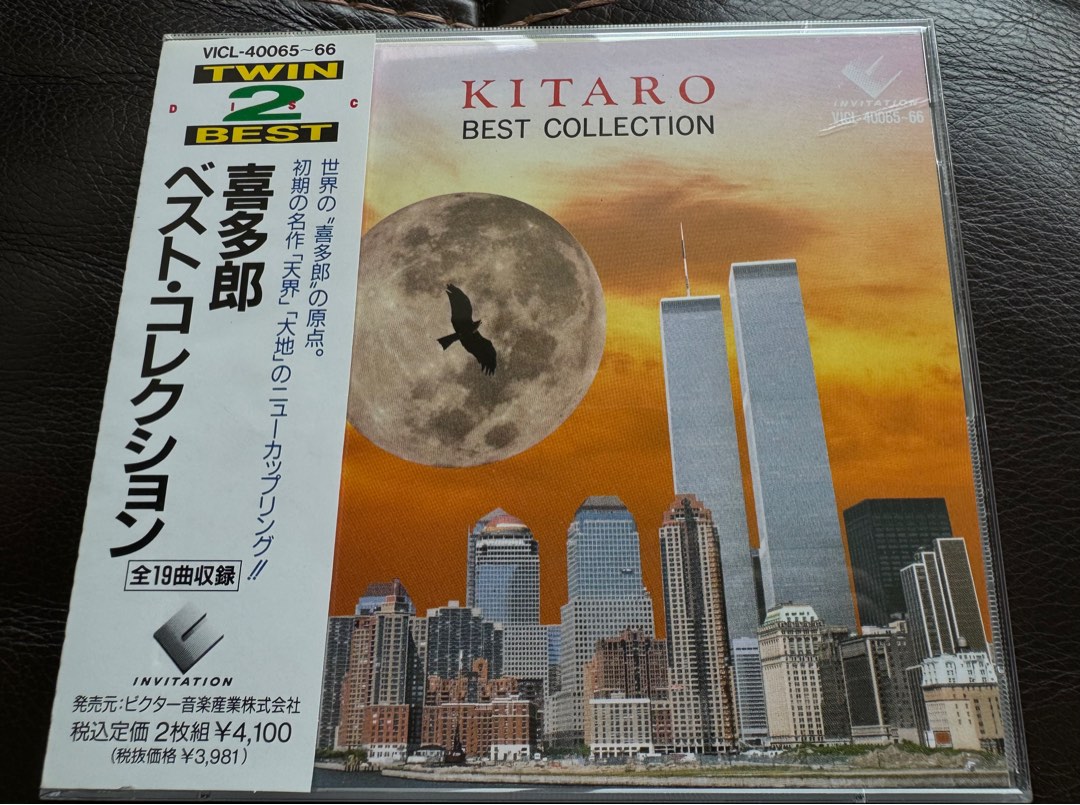 VICL-40065~66
TWIN
2
DISC
BEST
喜多郎
ベスト・コレクション
世界の"喜多郎"の原点。
初期の名作「天界」「大地」のニューカップリング!!
全19曲収録
INVITATION
発売元:ビクター音楽産業株式会社
税込定価 2枚組 ¥4,100
(税抜価格 ¥3,981)
KITARO
BEST COLLECTION
INVITATION
VICL-40065~66